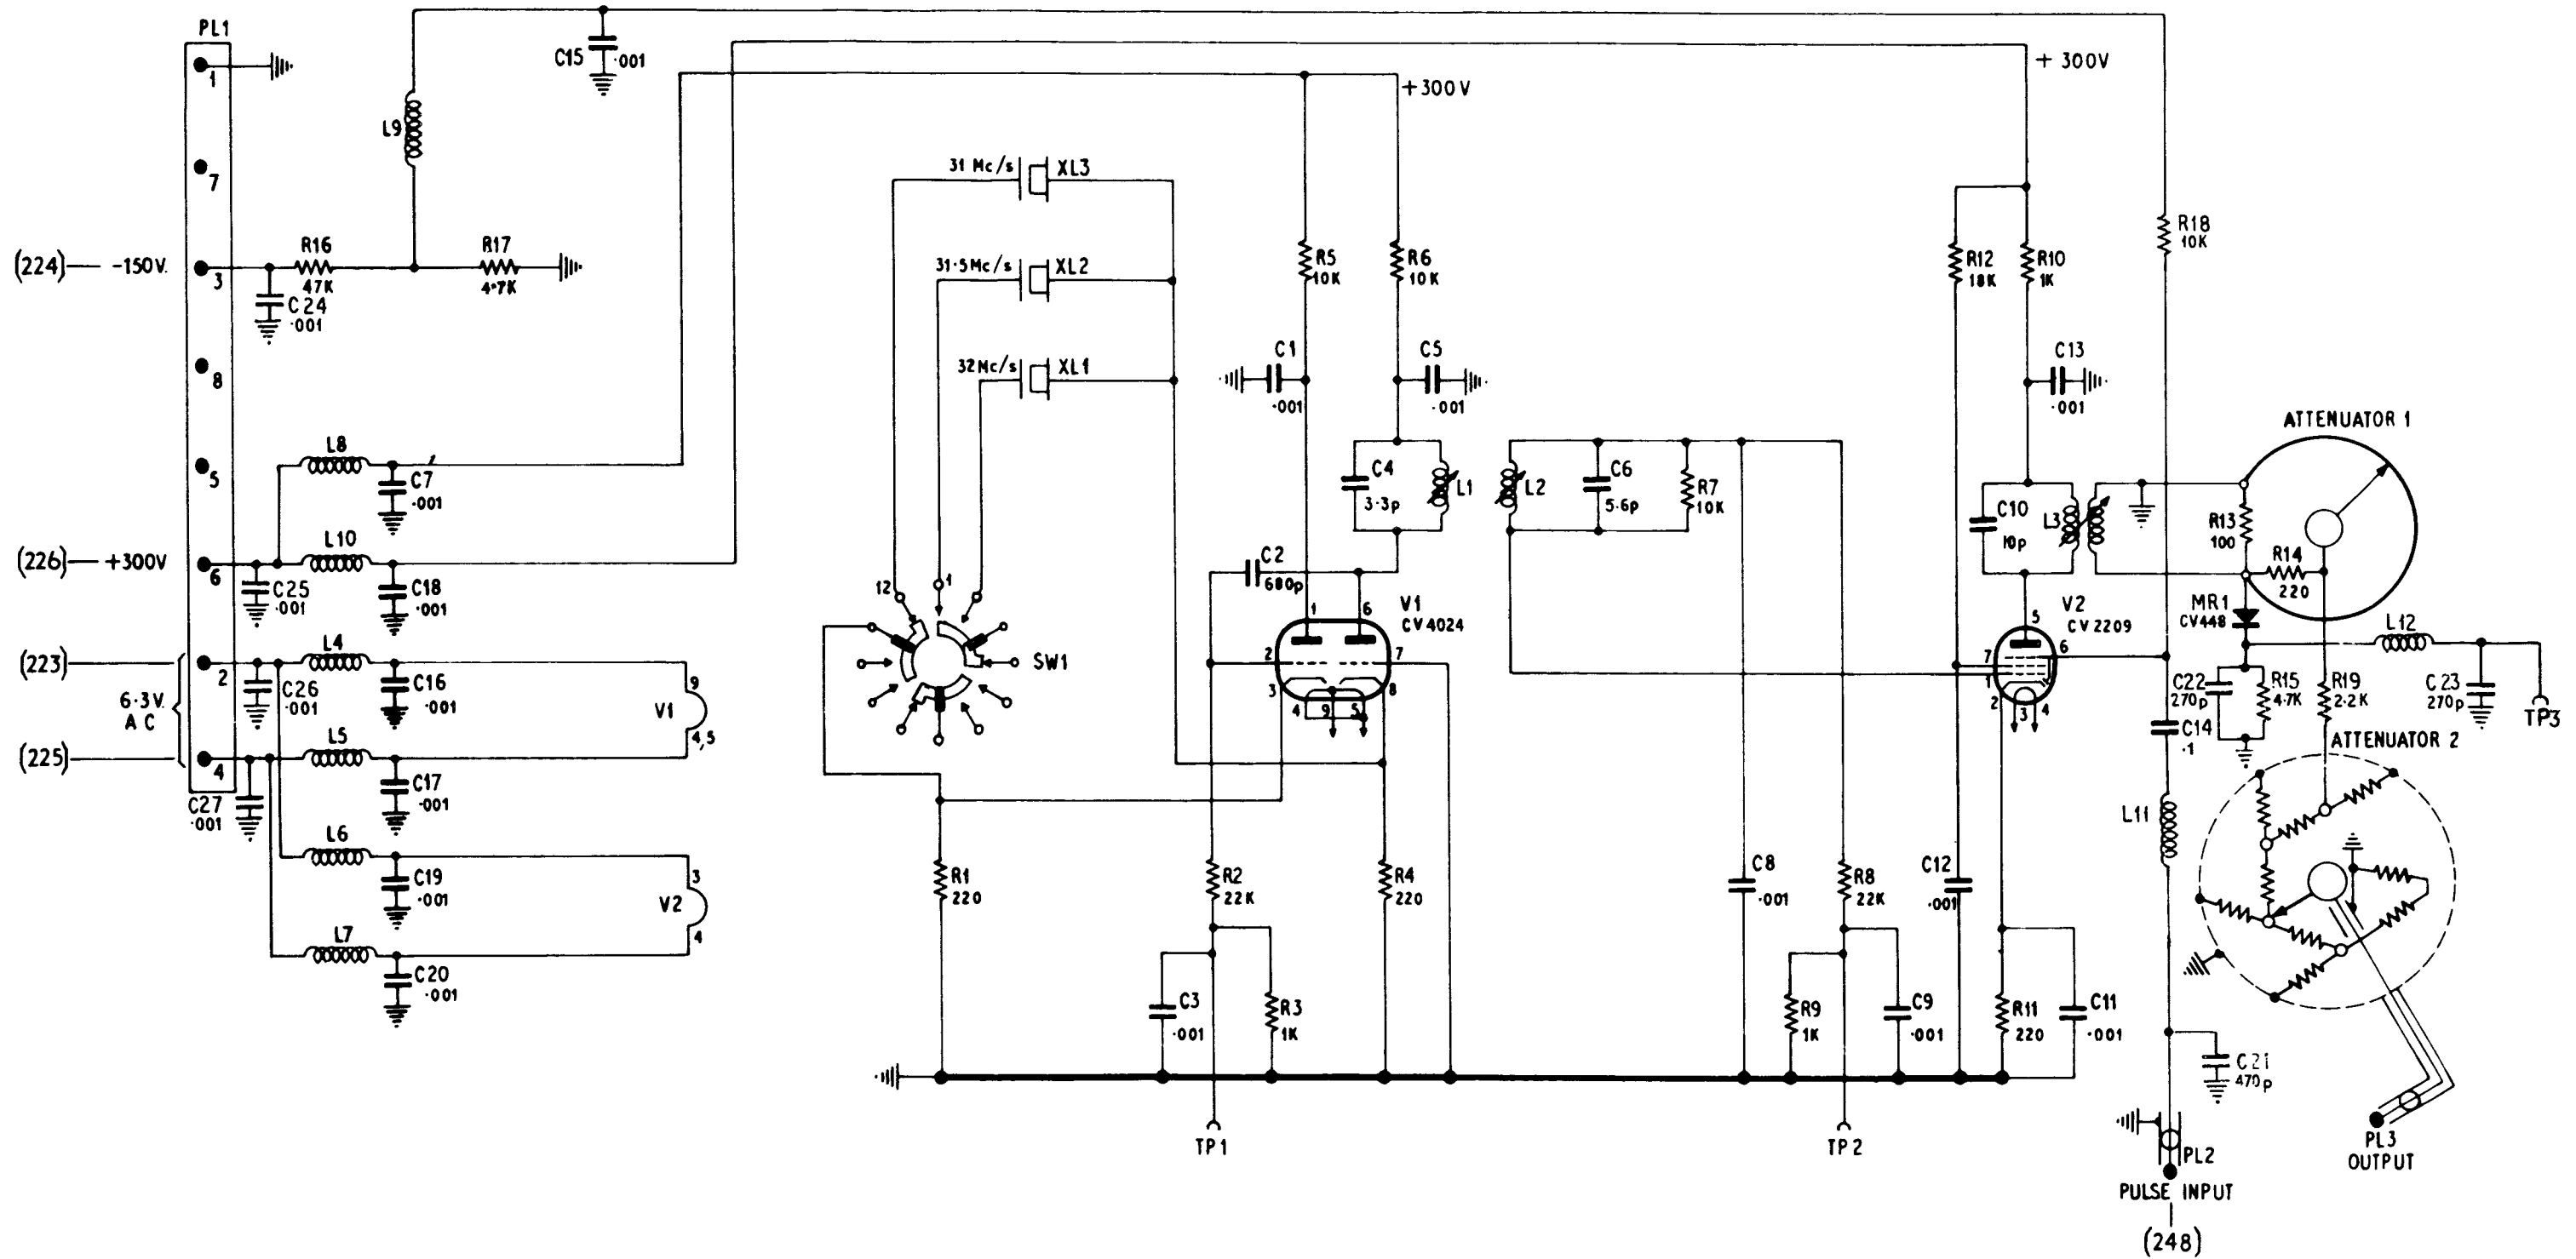 PL1
1
7
(224)— -150V.
3
8
5
(226)— +300V
6
(223)—
2
6·3V.
A C
(225)
4
C15
·001
L9
R16
47K
R17
4·7K
C24
·001
L8
C7
·001
L10
C25
·001
C18
·001
L4
C26
·001
C16
·001
9
V1
4,5
L5
C27
·001
C17
·001
L6
C19
·001
3
V2
4
L7
C20
·001
+300V
31 Mc/s
XL3
31·5Mc/s
XL2
32Mc/s
XL1
12
1
SW1
R5
10K
R6
10K
C1
·001
C5
·001
C4
3·3p
L1
C2
680p
1
6
V1
CV4024
2
7
3
4
9
5
8
R1
220
R2
22K
R4
220
C3
·001
R3
1K
TP1
L2
C6
5·6p
R7
10K
C8
·001
R8
22K
R9
1K
C9
·001
TP2
+ 300V
R12
18K
R10
1K
C13
·001
C10
10p
L3
5
V2
CV2209
7
6
1
2
3
4
C12
·001
R11
220
C11
·001
R18
10K
ATTENUATOR 1
R13
100
R14
220
MR1
CV448
L12
C22
270p
R15
4·7K
R19
2·2K
C23
270p
TP3
C14
·1
ATTENUATOR 2
L11
C21
470p
PL2
PULSE INPUT
(248)
PL3
OUTPUT